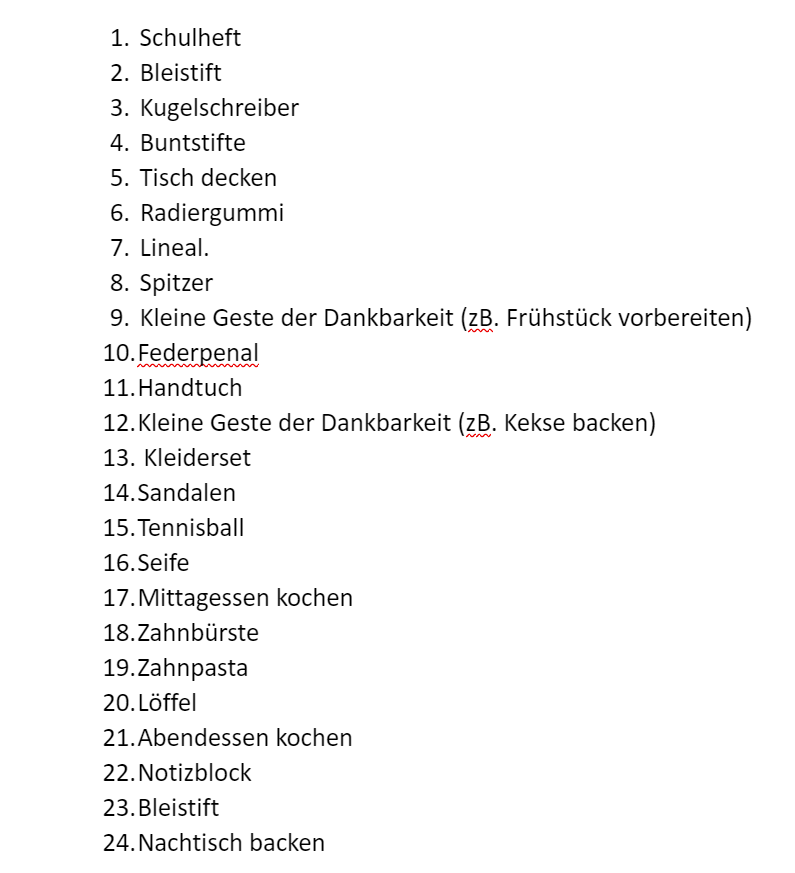 1. Schulheft
2. Bleistift
3. Kugelschreiber
4. Buntstifte
5. Tisch decken
6. Radiergummi
7. Lineal.
8. Spitzer
9. Kleine Geste der Dankbarkeit (zB. Frühstück vorbereiten)
10. Federpenal
11. Handtuch
12. Kleine Geste der Dankbarkeit (zB. Kekse backen)
13. Kleiderset
14. Sandalen
15. Tennisball
16. Seife
17. Mittagessen kochen
18. Zahnbürste
19. Zahnpasta
20. Löffel
21. Abendessen kochen
22. Notizblock
23. Bleistift
24. Nachtisch backen